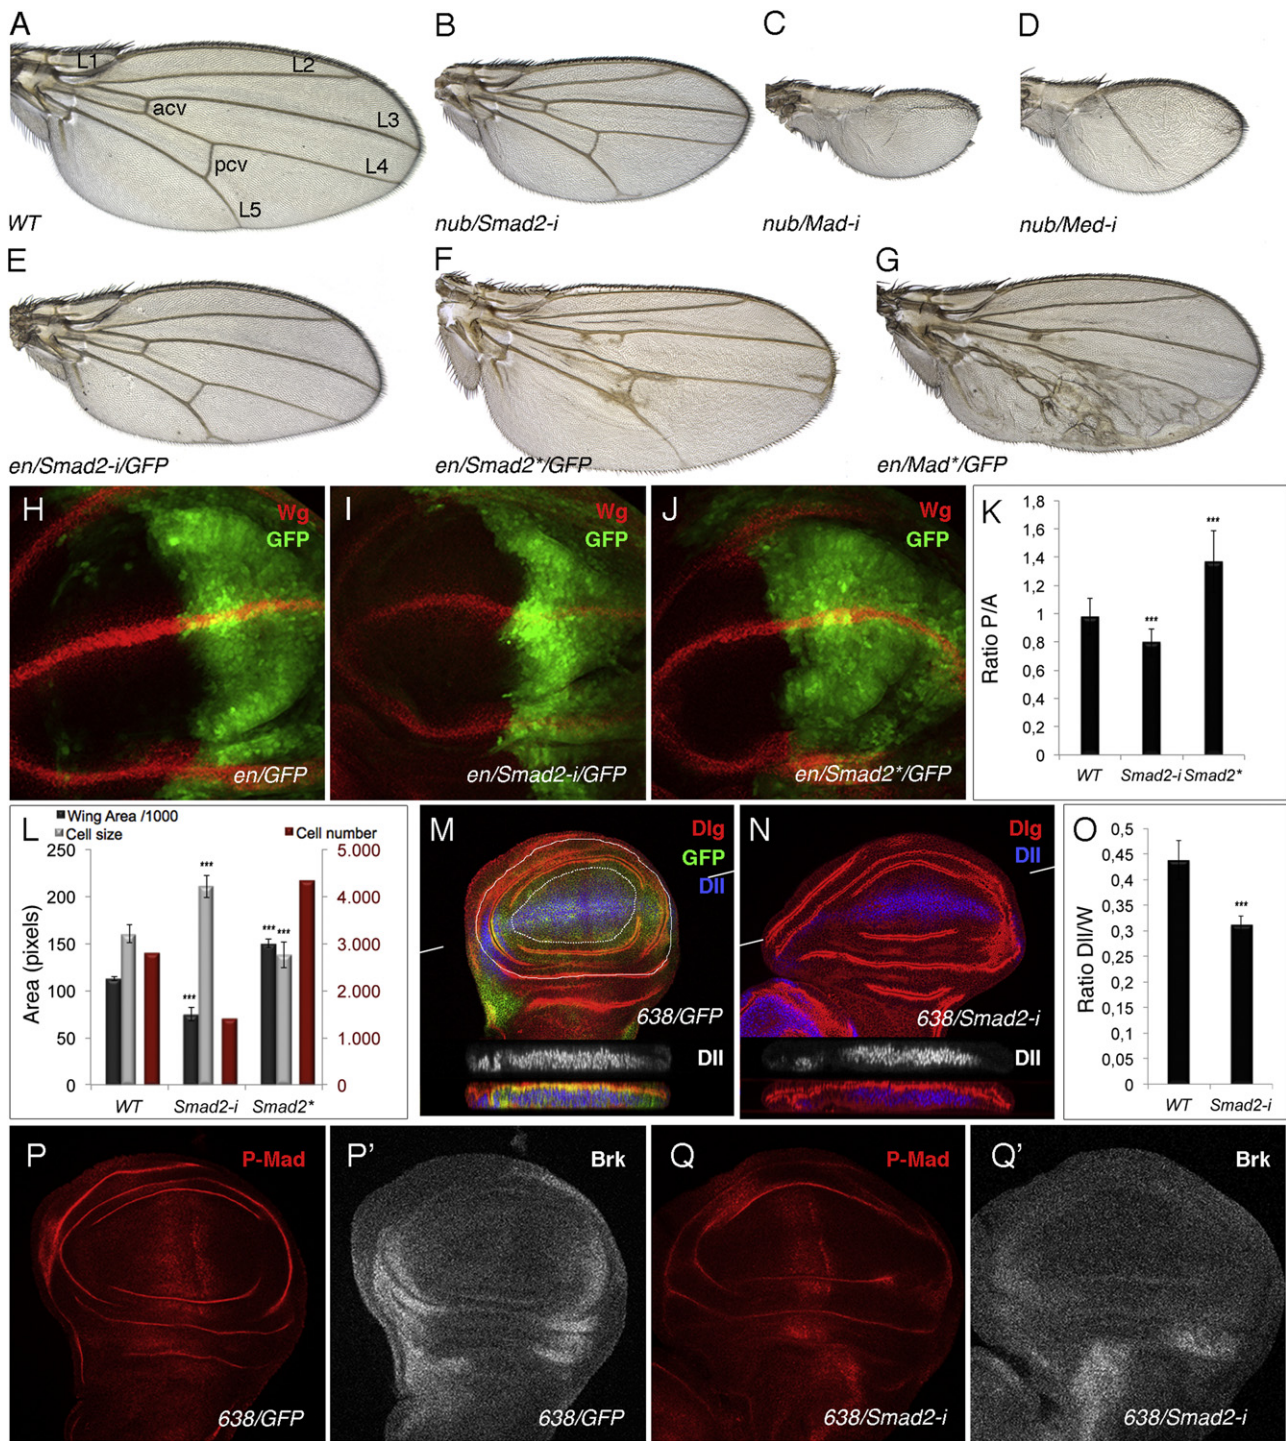 A
L1
L2
acv
L3
pcv
L4
L5
WT
B
nub/Smad2-i
C
nub/Mad-i
D
nub/Med-i
E
en/Smad2-i/GFP
F
en/Smad2*/GFP
G
en/Mad*/GFP
H
Wg
GFP
en/GFP
I
Wg
GFP
en/Smad2-i/GFP
J
Wg
GFP
en/Smad2*/GFP
K
Ratio P/A
1,8
1,6
1,4
1,2
1
0,8
0,6
0,4
0,2
0
***
***
WT Smad2-i Smad2*
L
Wing Area /1000
Cell size
Cell number
Area (pixels)
250
200
150
100
50
0
5.000
4.000
3.000
2.000
1.000
0
***
***
*** ***
WT Smad2-i Smad2*
M
Dlg
GFP
Dll
638/GFP
Dll
N
Dlg
Dll
638/Smad2-i
Dll
O
Ratio Dll/W
0,5
0,45
0,4
0,35
0,3
0,25
0,2
0,15
0,1
0,05
0
***
WT Smad2-i
P
P-Mad
638/GFP
P'
Brk
638/GFP
Q
P-Mad
638/Smad2-i
Q'
Brk
638/Smad2-i